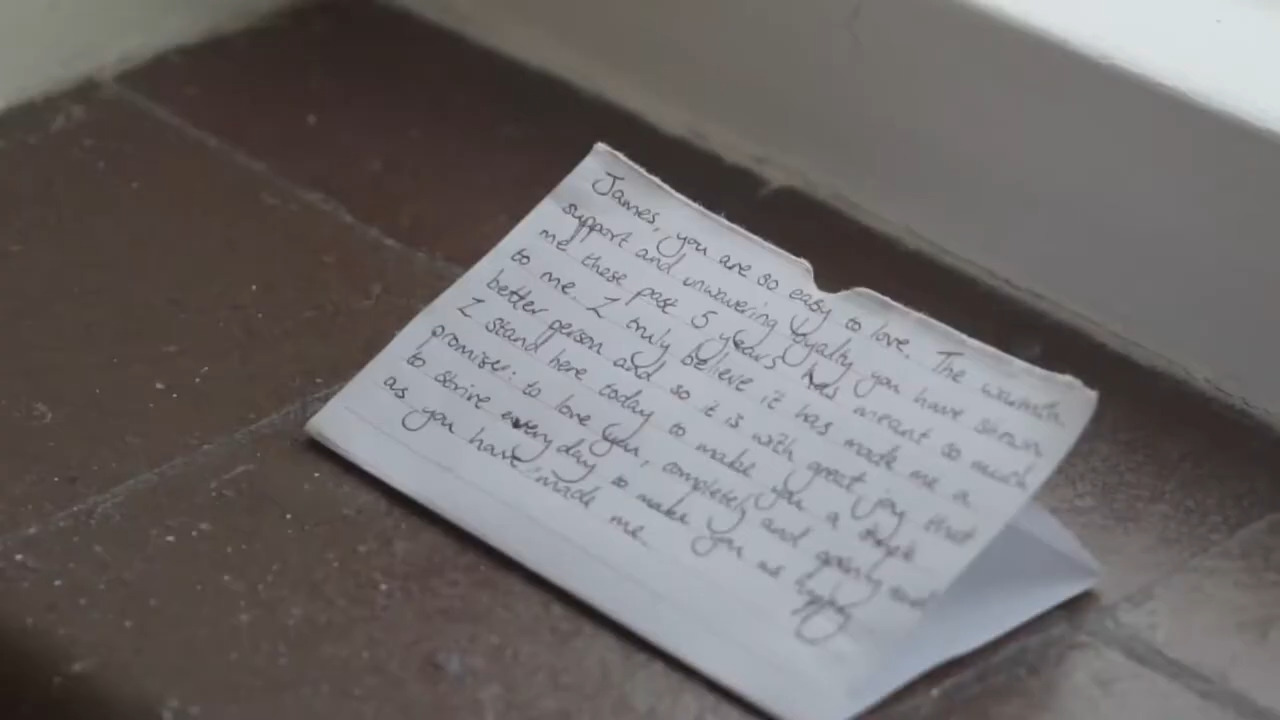 James, you are so easy to love. The warmth
support and unwavering loyalty you have shown
me these past 5 years has meant so much
to me. I truly believe it has made me a
better person and so it is with great joy that
I stand here today to make you a
promises: to love you, completely and openly and
to strive every day to make you as happy
as you have made me.